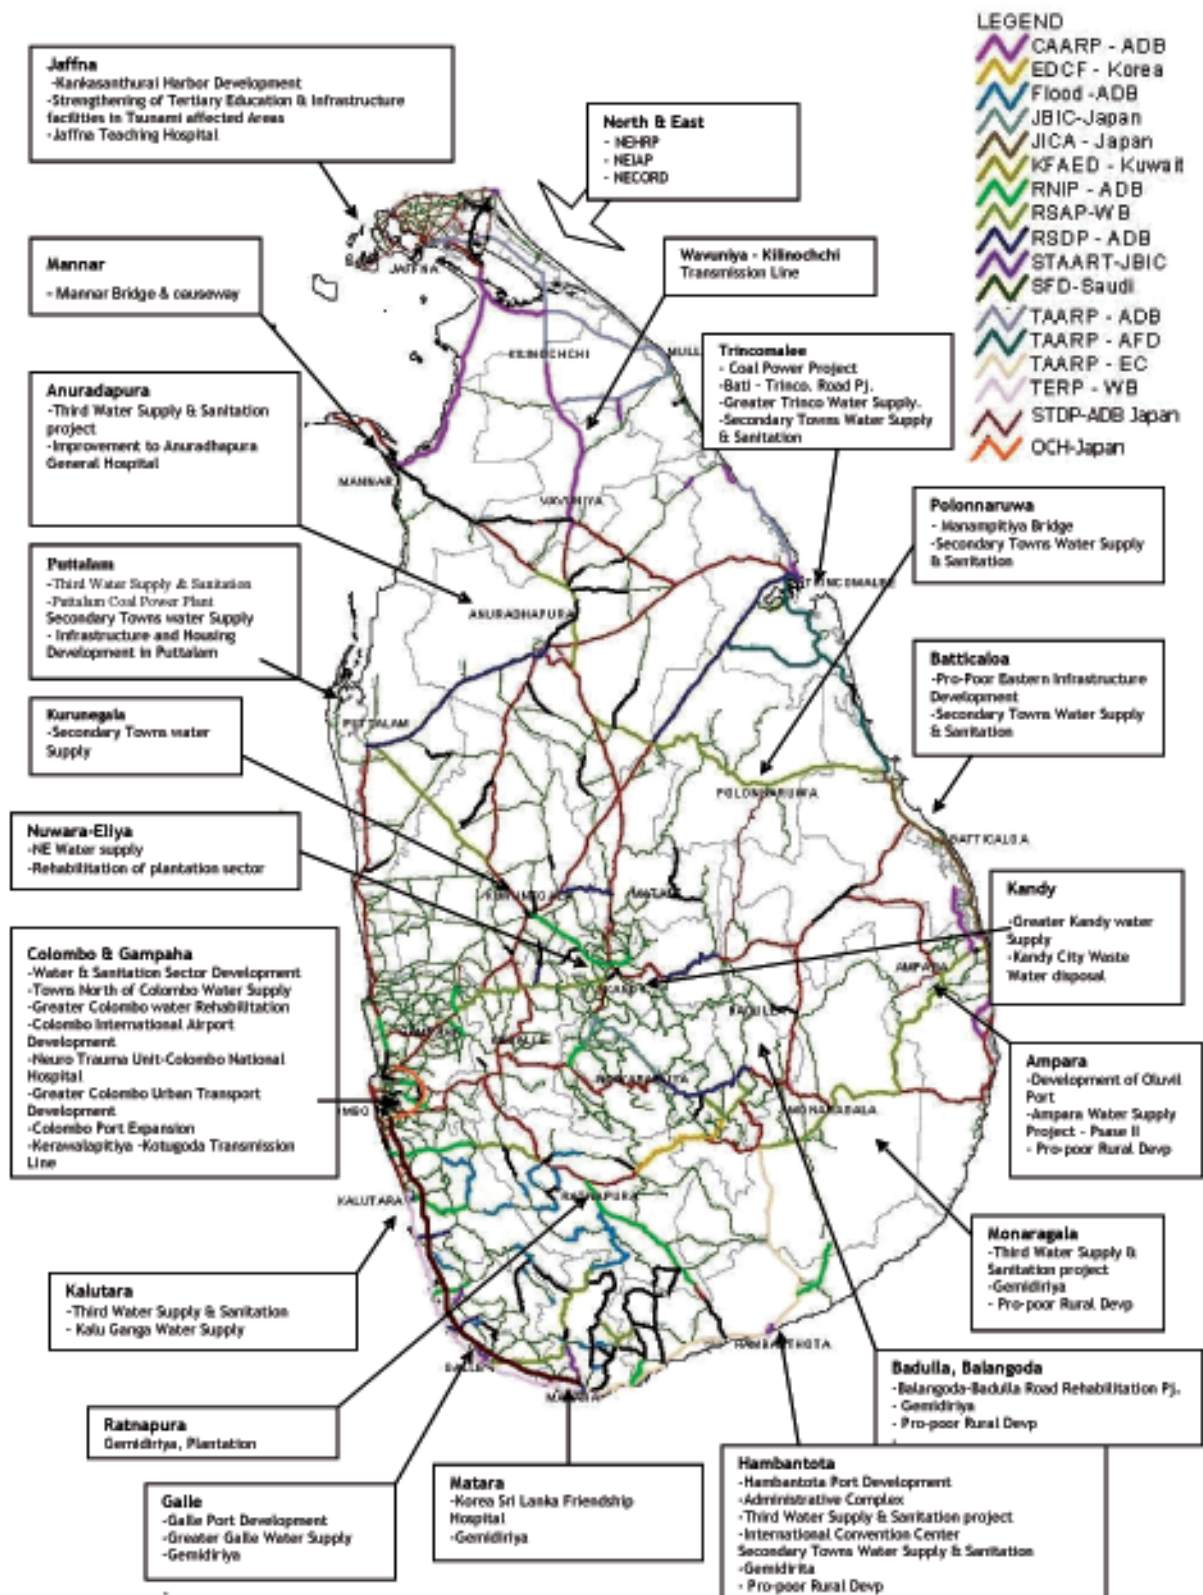 LEGEND
CAARP - ADB
EDCF - Korea
Flood -ADB
JBIC-Japan
JICA - Japan
KFAED - Kuwait
RNIP - ADB
RSAP-WB
RSDP - ADB
STAART-JBIC
SFD-Saudi
TAARP - ADB
TAARP - AFD
TAARP - EC
TERP - WB
STDP-ADB Japan
OCH-Japan
Jaffna
-Kankasanthurai Harbor Development
-Strengthening of Tertiary Education & Infrastructure
facilities in Tsunami affected Areas
-Jaffna Teaching Hospital
North & East
- NEHRP
- NEIAP
- NECORD
Mannar
- Mannar Bridge & causeway
Wavuniya - Kilinochchi
Transmission Line
Trincomalee
- Coal Power Project
-Bati - Trinco. Road Pj.
-Greater Trinco Water Supply.
-Secondary Towns Water Supply
& Sanitation
Anuradapura
-Third Water Supply & Sanitation
project
-Improvement to Anuradhapura
General Hospital
Polonnaruwa
- Manampitiya Bridge
-Secondary Towns Water Supply
& Sanitation
Puttalam
-Third Water Supply & Sanitation
-Puttalam Coal Power Plant
Secondary Towns water Supply
- Infrastructure and Housing
Development in Puttalam
Batticaloa
-Pro-Poor Eastern Infrastructure
Development
-Secondary Towns Water Supply
& Sanitation
Kurunegala
-Secondary Towns water
Supply
Nuwara-Eliya
-NE Water supply
-Rehabilitation of plantation sector
Kandy
-Greater Kandy water
Supply
-Kandy City Waste
Water disposal
Colombo & Gampaha
-Water & Sanitation Sector Development
-Towns North of Colombo Water Supply
-Greater Colombo water Rehabilitation
-Colombo International Airport
Development
-Neuro Trauma Unit-Colombo National
Hospital
-Greater Colombo Urban Transport
Development
-Colombo Port Expansion
-Kerawalapitiya -Kotugoda Transmission
Line
Ampara
-Development of Oluvil
Port
-Ampara Water Supply
Project - Psase II
- Pro-poor Rural Devp
Monaragala
-Third Water Supply &
Sanitation project
-Gemidiriya
- Pro-poor Rural Devp
Kalutara
-Third Water Supply & Sanitation
- Kalu Ganga Water Supply
Badulla, Balangoda
-Balangoda-Badulla Road Rehabilitation Pj.
- Gemidiriya
- Pro-poor Rural Devp
Ratnapura
Gemidiriya, Plantation
Galle
-Galle Port Development
-Greater Galle Water Supply
-Gemidiriya
Matara
-Korea Sri Lanka Friendship
Hospital
-Gemidiriya
Hambantota
-Hambantota Port Development
-Administrative Complex
-Third Water Supply & Sanitation project
-International Convention Center
Secondary Towns Water Supply & Sanitation
-Gemidirita
- Pro-poor Rural Devp
JAFFNA
KILINOCHCHI
MULL
MANNAR
VAVUNIYA
TRINCOMALEE
ANURADHAPURA
PUTTALAM
POLONNARUWA
BATTICALOA
AMPARA
MONARAGALA
KALUTARA
RATNAPURA